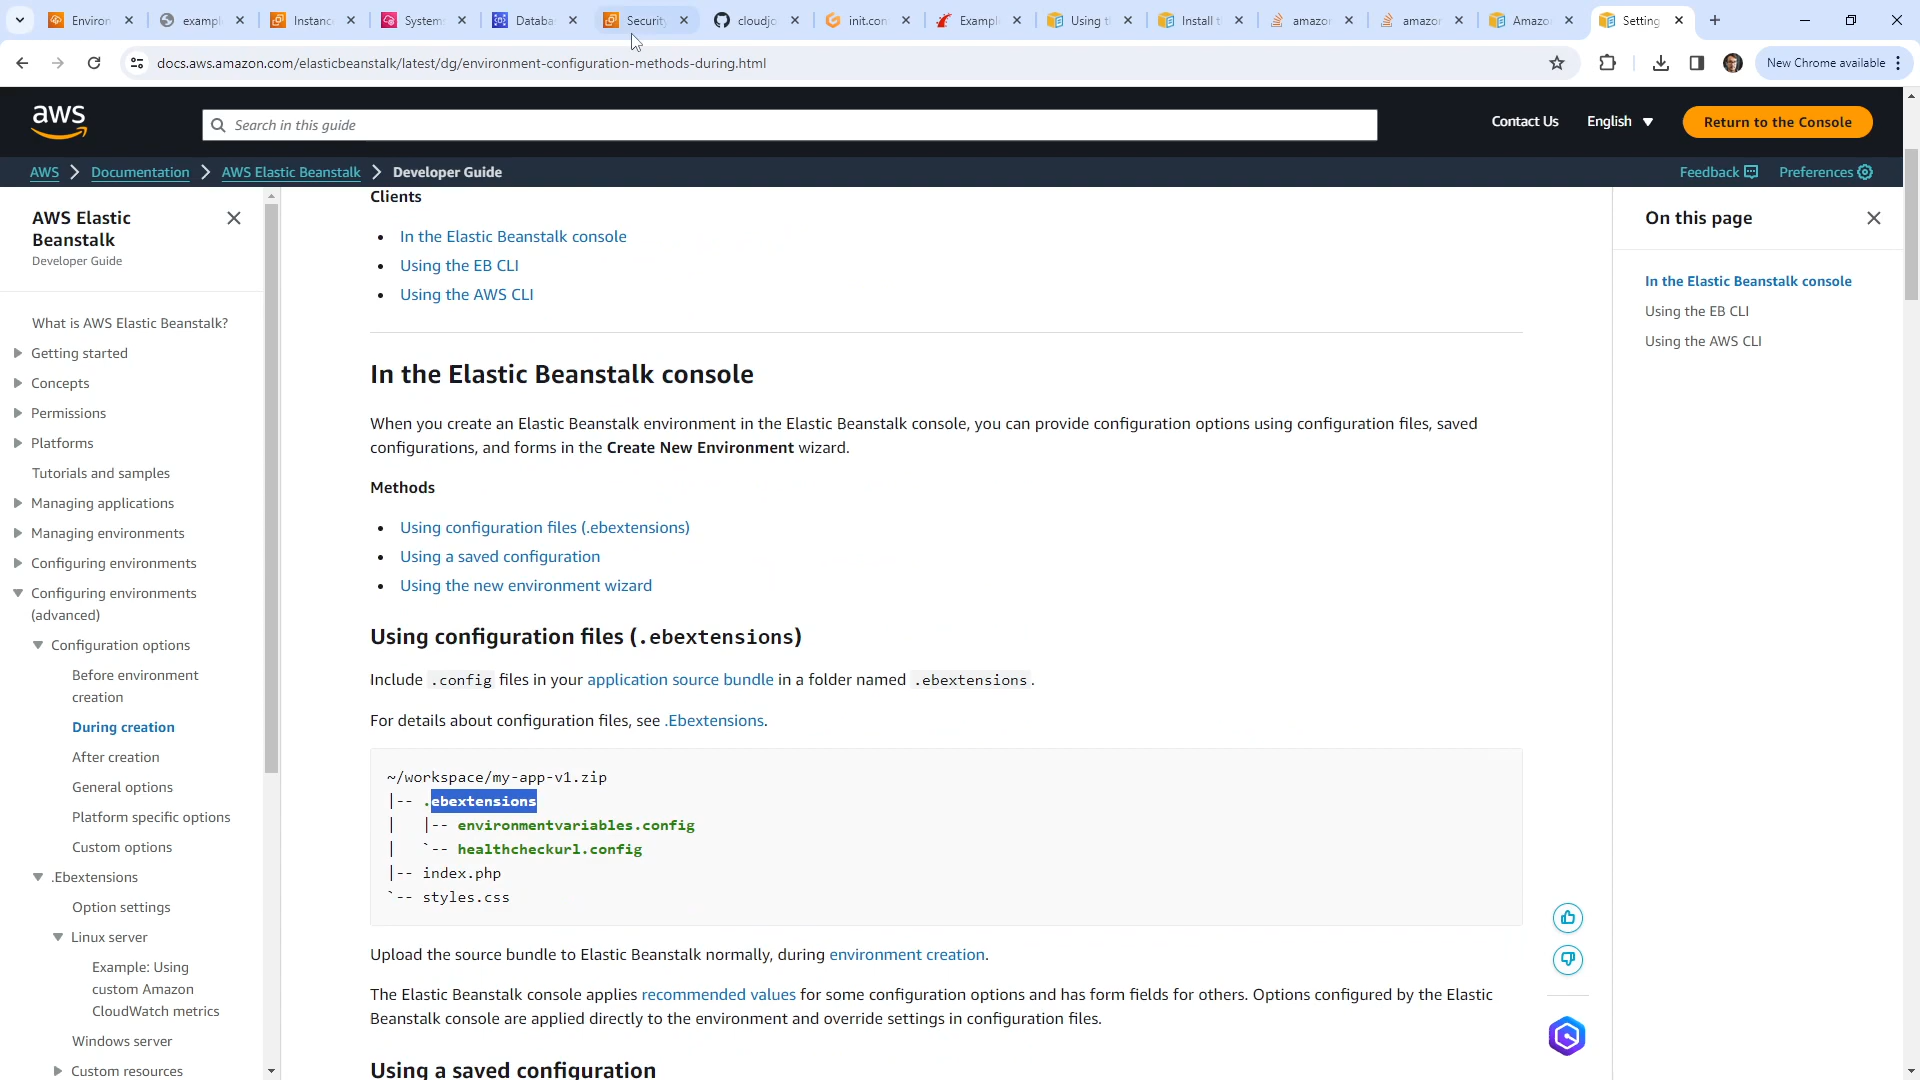 Environ
exampl
Instanc
System
Databa
Security
cloudjo
init.con
Exampl
Using t
Install t
amazon
amazon
Amazo
Setting
docs.aws.amazon.com/elasticbeanstalk/latest/dg/environment-configuration-methods-during.html
New Chrome available
aws
Search in this guide
Contact Us
English
Return to the Console
AWS
Documentation
AWS Elastic Beanstalk
Developer Guide
Feedback
Preferences
AWS Elastic
Beanstalk
Developer Guide
What is AWS Elastic Beanstalk?
Getting started
Concepts
Permissions
Platforms
Tutorials and samples
Managing applications
Managing environments
Configuring environments
Configuring environments
(advanced)
Configuration options
Before environment
creation
During creation
After creation
General options
Platform specific options
Custom options
.Ebextensions
Option settings
Linux server
Example: Using
custom Amazon
CloudWatch metrics
Windows server
Custom resources
Clients
• In the Elastic Beanstalk console
• Using the EB CLI
• Using the AWS CLI
In the Elastic Beanstalk console
When you create an Elastic Beanstalk environment in the Elastic Beanstalk console, you can provide configuration options using configuration files, saved
configurations, and forms in the Create New Environment wizard.
Methods
• Using configuration files (.ebextensions)
• Using a saved configuration
• Using the new environment wizard
Using configuration files (.ebextensions)
Include .config files in your application source bundle in a folder named .ebextensions.
For details about configuration files, see .Ebextensions.
~/workspace/my-app-v1.zip
|-- .ebextensions
|   |-- environmentvariables.config
|   `-- healthcheckurl.config
|-- index.php
`-- styles.css
Upload the source bundle to Elastic Beanstalk normally, during environment creation.
The Elastic Beanstalk console applies recommended values for some configuration options and has form fields for others. Options configured by the Elastic
Beanstalk console are applied directly to the environment and override settings in configuration files.
Using a saved configuration
On this page
In the Elastic Beanstalk console
Using the EB CLI
Using the AWS CLI